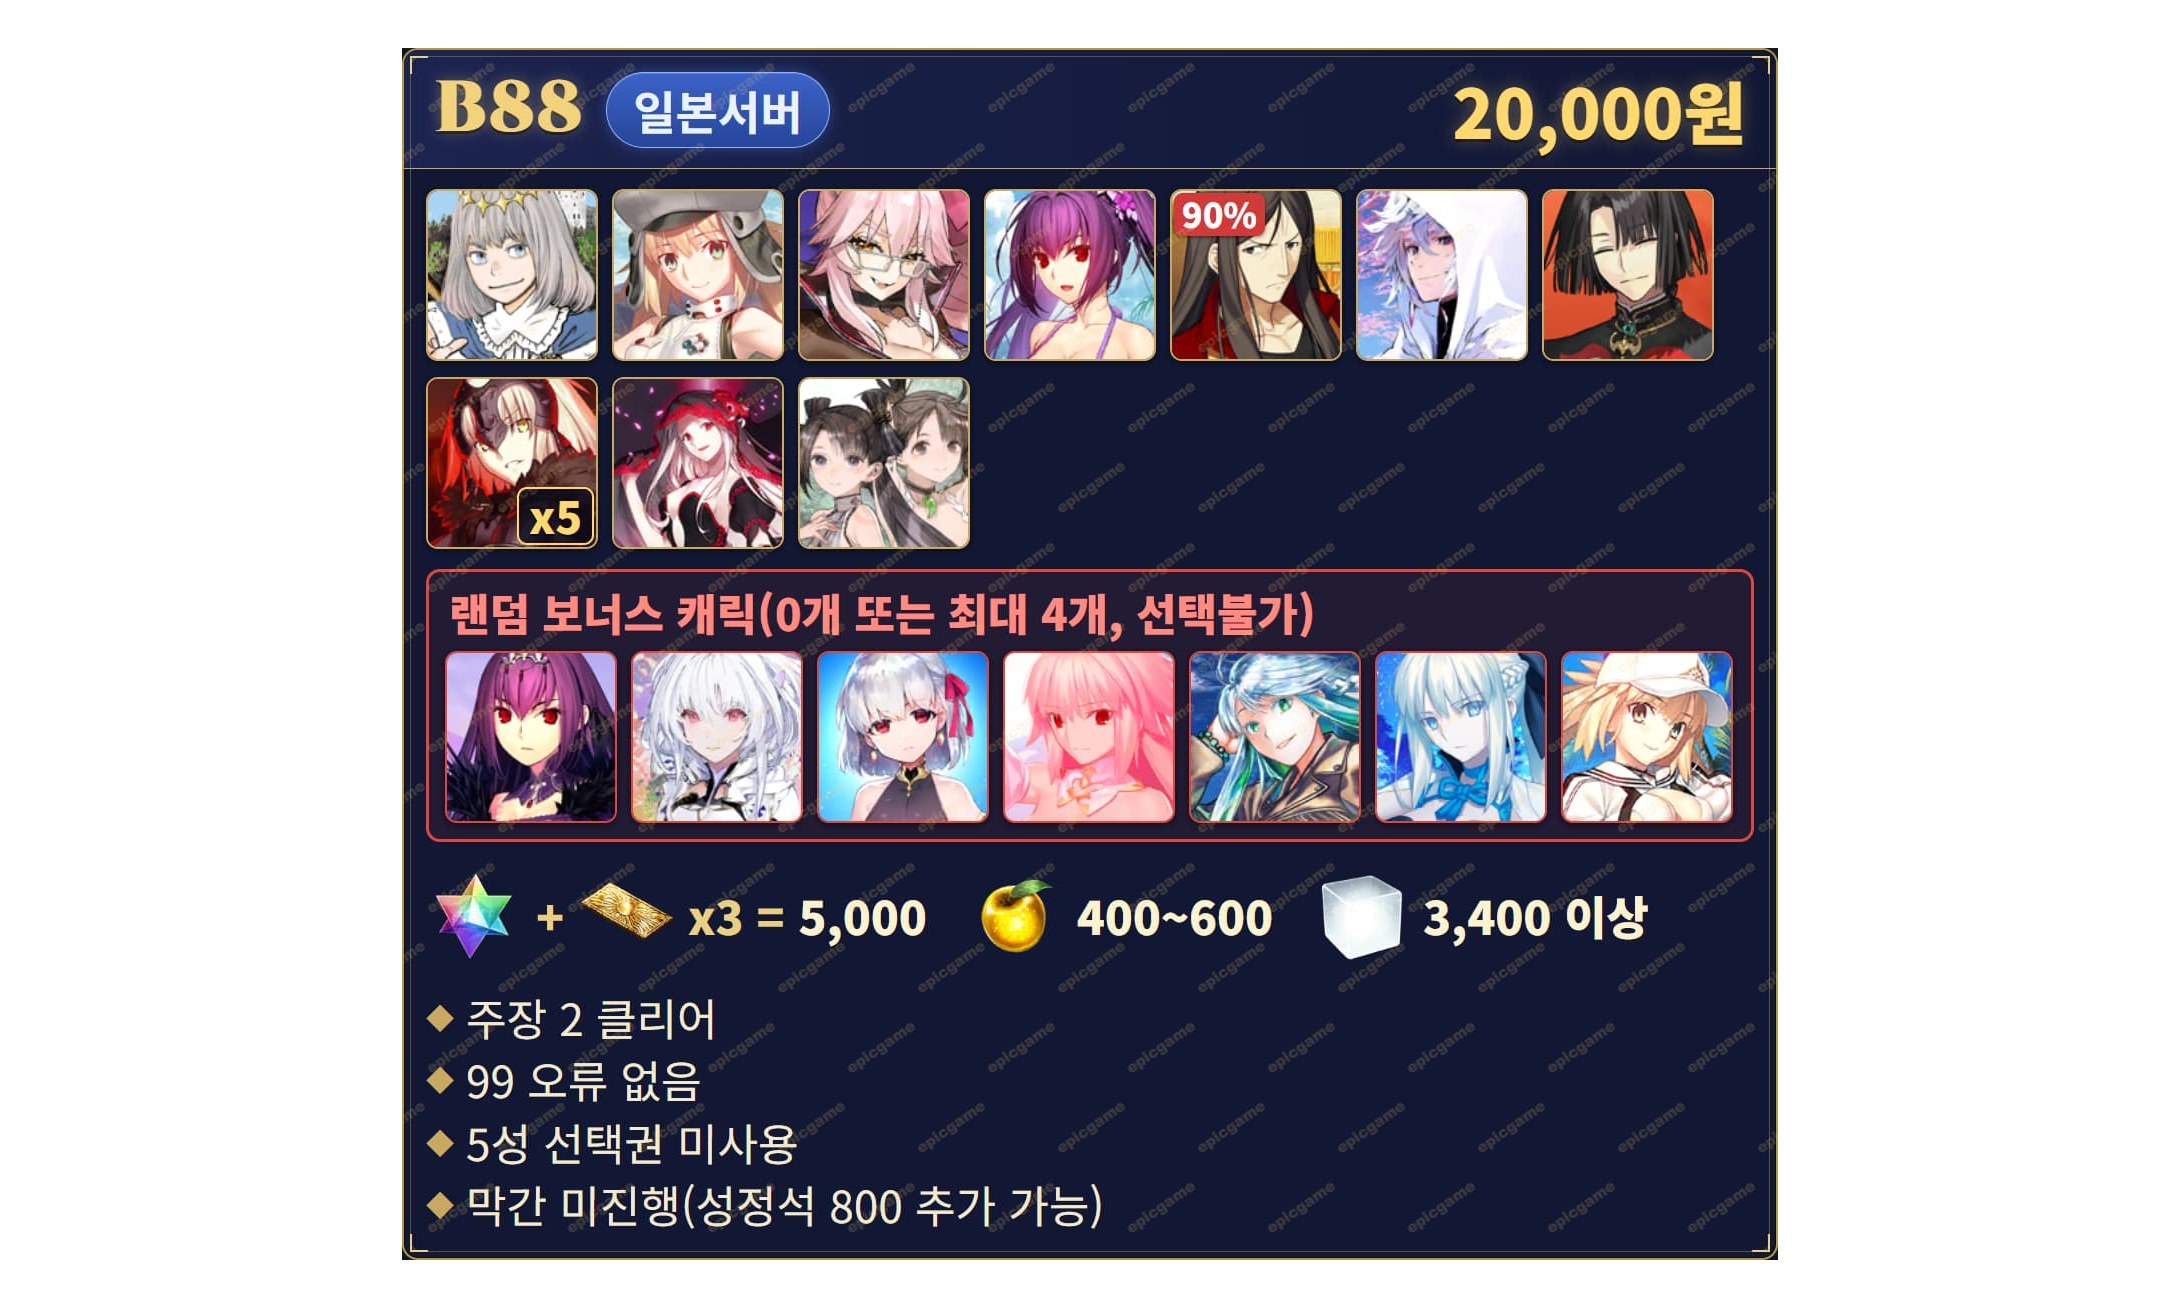 B88 일본서버 20,000원
90%
x5
랜덤 보너스 캐릭(0개 또는 최대 4개, 선택불가)
+ x3 = 5,000 400~600 3,400 이상
주장 2 클리어
99 오류 없음
5성 선택권 미사용
막간 미진행(성정석 800 추가 가능)
epicgame